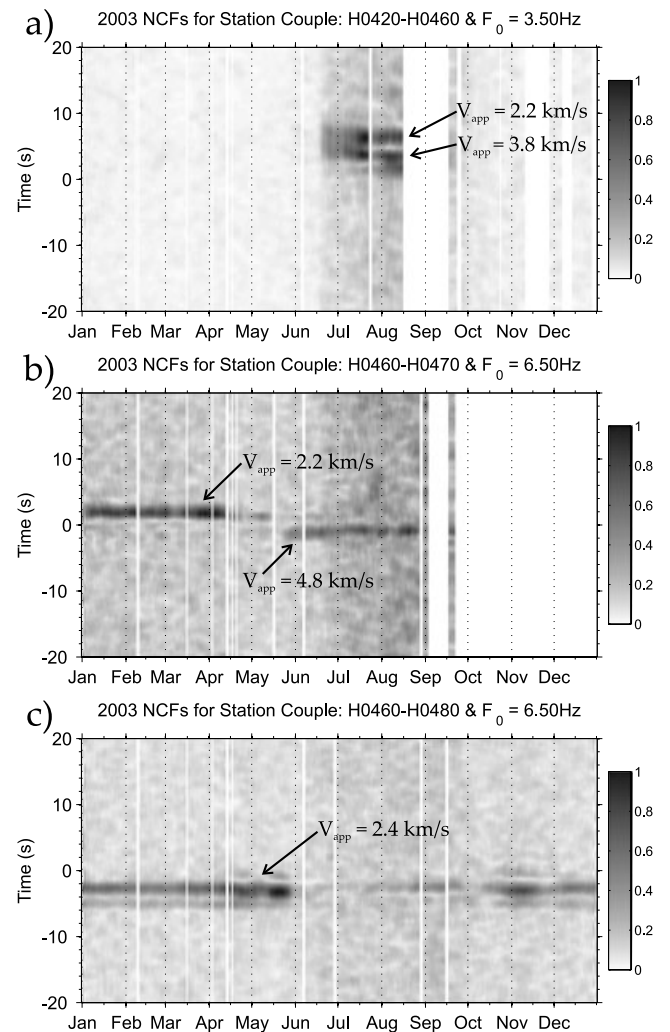 a)
2003 NCFs for Station Couple: H0420-H0460 & F0 = 3.50Hz
20
10
0
-10
-20
Time (s)
Vapp = 2.2 km/s
Vapp = 3.8 km/s
Jan Feb Mar Apr May Jun Jul Aug Sep Oct Nov Dec
1
0.8
0.6
0.4
0.2
0
b)
2003 NCFs for Station Couple: H0460-H0470 & F0 = 6.50Hz
20
10
0
-10
-20
Time (s)
Vapp = 2.2 km/s
Vapp = 4.8 km/s
Jan Feb Mar Apr May Jun Jul Aug Sep Oct Nov Dec
1
0.8
0.6
0.4
0.2
0
c)
2003 NCFs for Station Couple: H0460-H0480 & F0 = 6.50Hz
20
10
0
-10
-20
Time (s)
Vapp = 2.4 km/s
Jan Feb Mar Apr May Jun Jul Aug Sep Oct Nov Dec
1
0.8
0.6
0.4
0.2
0